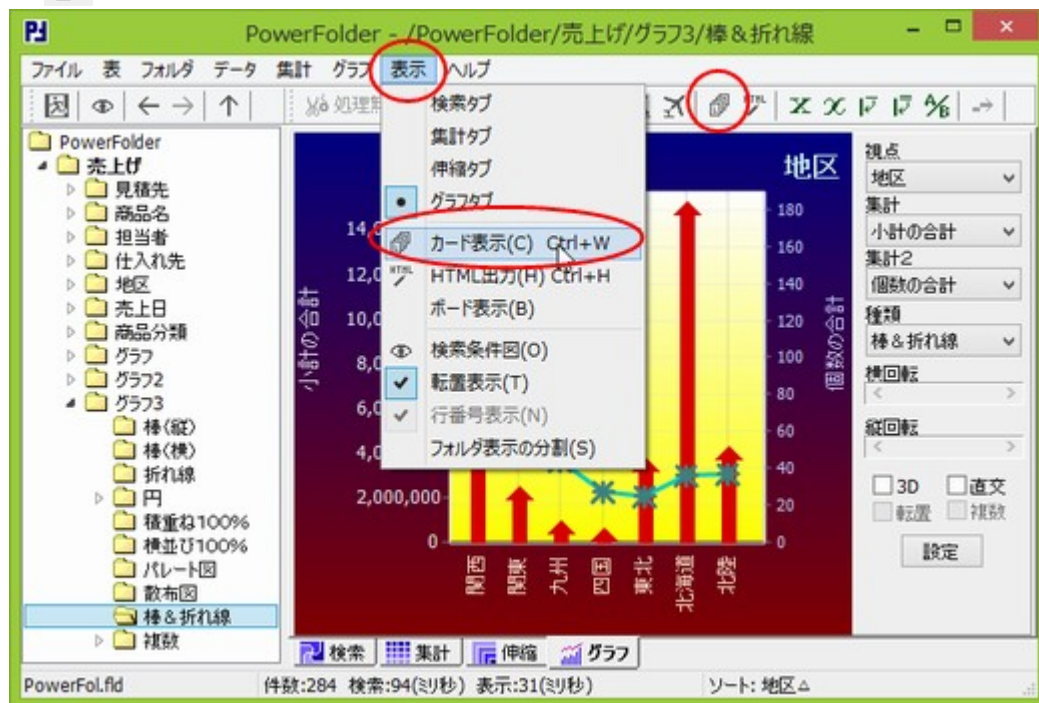 PowerFolder - /PowerFolder/売上げ/グラフ3/棒&折れ線
ファイル 表 フォルダ データ 集計 グラフ 表示 ヘルプ
処理
検索タブ
集計タブ
伸縮タブ
グラフタブ
カード表示(C) Ctrl+W
HTML出力(H) Ctrl+H
ボード表示(B)
検索条件図(O)
転置表示(T)
行番号表示(N)
フォルダ表示の分割(S)
PowerFolder
売上げ
見積先
商品名
担当者
仕入れ先
地区
売上日
商品分類
グラフ
グラフ2
グラフ3
棒(縦)
棒(横)
折れ線
円
積重ね100%
横並び100%
パレート図
散布図
棒&折れ線
複数
地区
小計の合計
14,
12,0
10,0
8,0
6,0
4,0
2,000,000
0
180
160
140
120
100
80
60
40
20
0
個数の合計
関西
関東
九州
四国
東北
北海道
北陸
視点
地区
集計
小計の合計
集計2
個数の合計
種類
棒&折れ線
横回転
縦回転
3D 直交
転置 複数
設定
検索 集計 伸縮 グラフ
PowerFol.fld 件数:284 検索:94(ミリ秒) 表示:31(ミリ秒) ソート: 地区△